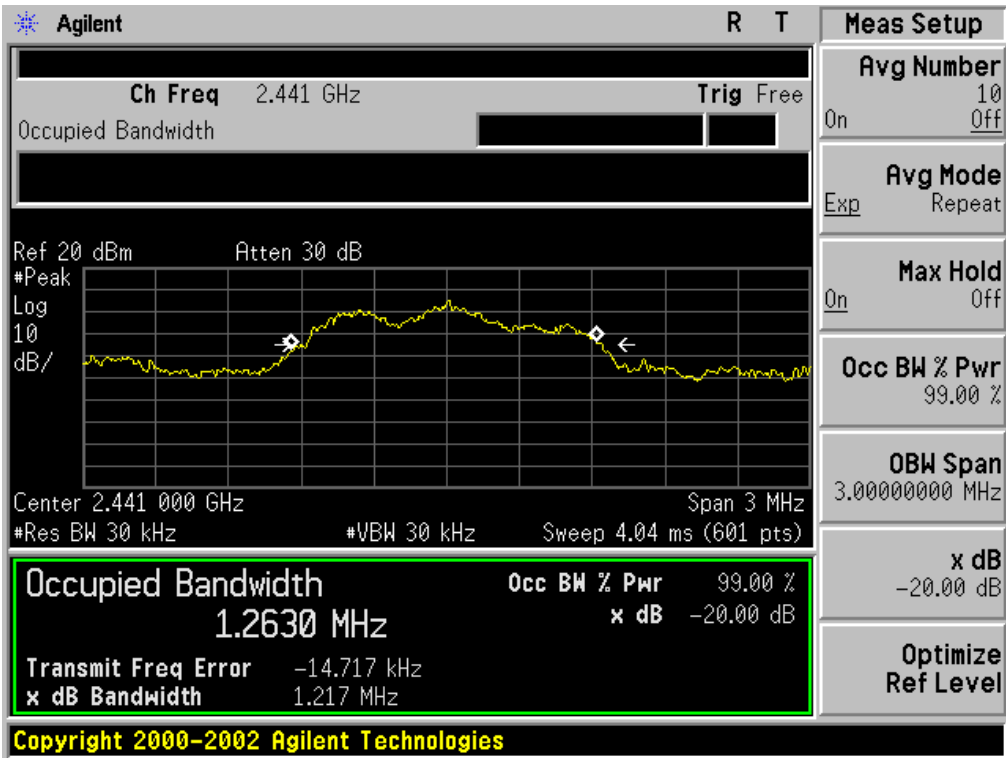 Agilent R T
Ch Freq 2.441 GHz Trig Free
Occupied Bandwidth
Ref 20 dBm Atten 30 dB
#Peak
Log
10
dB/
Center 2.441 000 GHz Span 3 MHz
#Res BW 30 kHz #VBW 30 kHz Sweep 4.04 ms (601 pts)
Occupied Bandwidth Occ BW % Pwr 99.00 %
1.2630 MHz x dB -20.00 dB
Transmit Freq Error -14.717 kHz
x dB Bandwidth 1.217 MHz
Copyright 2000-2002 Agilent Technologies
Meas Setup
Avg Number
10
On Off
Avg Mode
Exp Repeat
Max Hold
On Off
Occ BW % Pwr
99.00 %
OBW Span
3.00000000 MHz
x dB
-20.00 dB
Optimize
Ref Level